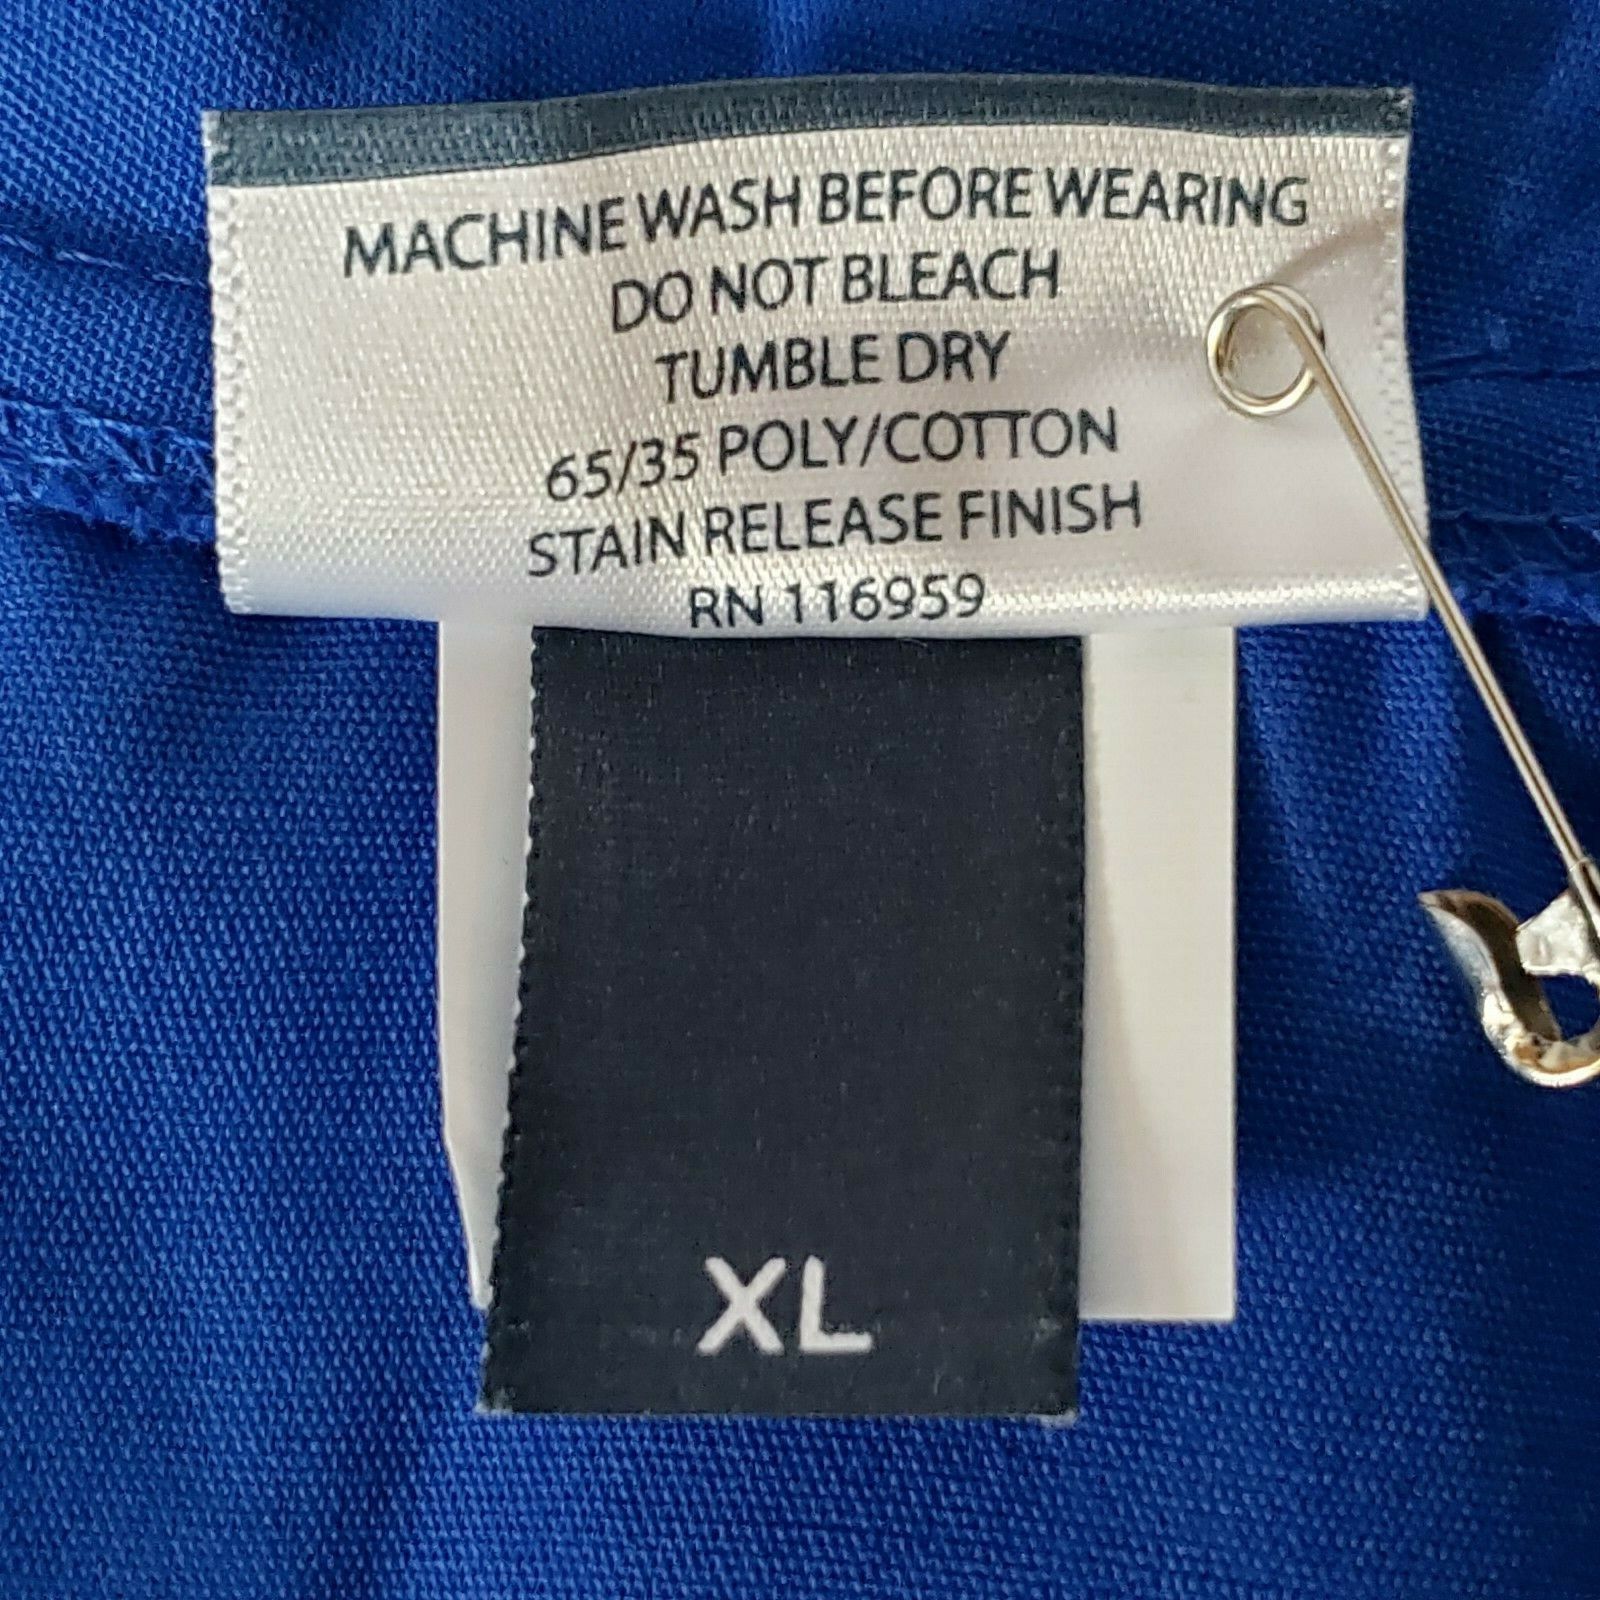 MACHINE WASH BEFORE WEARING
DO NOT BLEACH
TUMBLE DRY
65/35 POLY/COTTON
STAIN RELEASE FINISH
RN 116959
XL